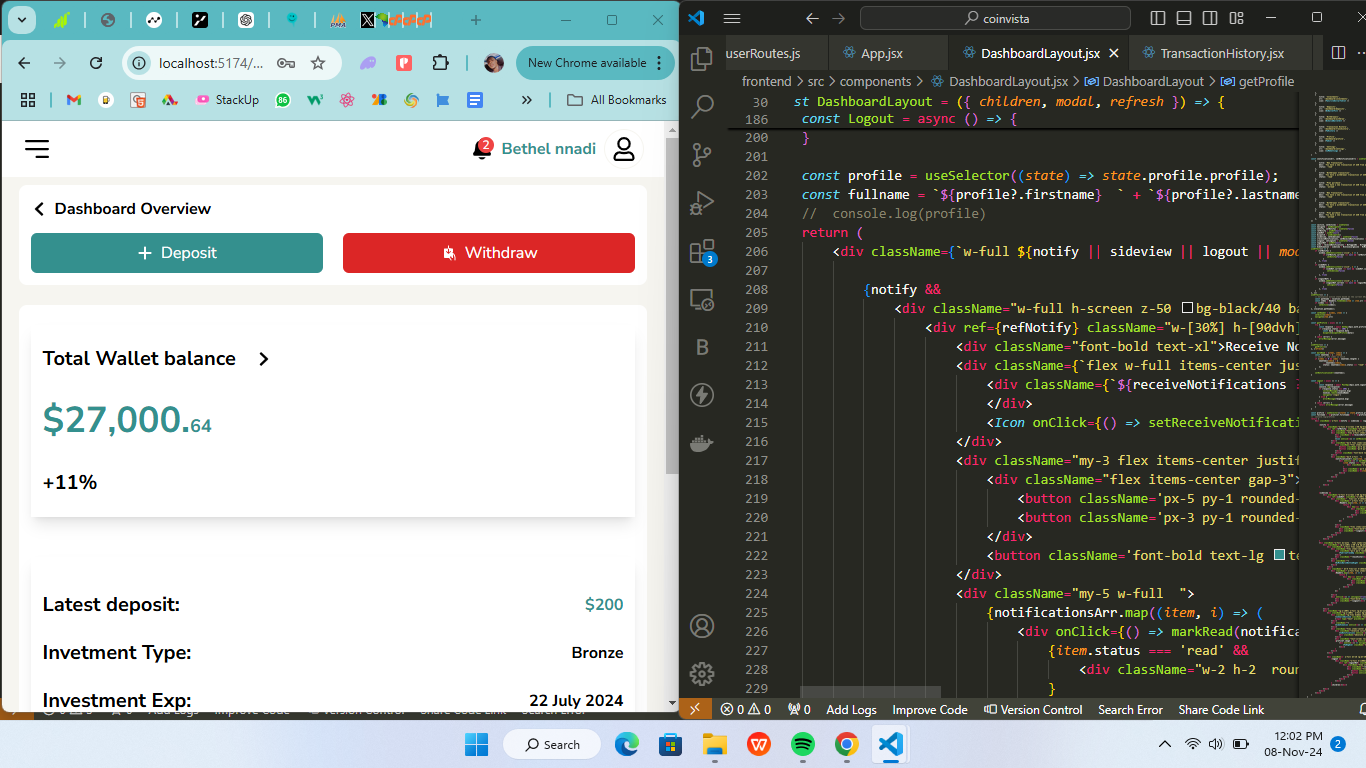 PMA
localhost:5174/...
New Chrome available
StackUp
86
All Bookmarks
2
Bethel nnadi
Dashboard Overview
Deposit
Withdraw
Total Wallet balance
$27,000.64
+11%
Latest deposit:
$200
Invetment Type:
Bronze
Investment Exp:
22 July 2024
coinvista
userRoutes.js
App.jsx
DashboardLayout.jsx
TransactionHistory.jsx
frontend > src > components > DashboardLayout.jsx > DashboardLayout > getProfile
30 st DashboardLayout = ({ children, modal, refresh }) => {
186 const Logout = async () => {
200 }
201
202 const profile = useSelector((state) => state.profile.profile);
203 const fullname = `${profile?.firstname} ` + `${profile?.lastname
204 // console.log(profile)
205 return (
206 <div className={`w-full ${notify || sideview || logout || mo
207
208 {notify &&
209 <div className="w-full h-screen z-50 bg-black/40 ba
210 <div ref={refNotify} className="w-[30%] h-[90dvh]
211 <div className="font-bold text-xl">Receive No
212 <div className={`flex w-full items-center jus
213 <div className={`${receiveNotifications
214 </div>
215 <Icon onClick={() => setReceiveNotificati
216 </div>
217 <div className="my-3 flex items-center justif
218 <div className="flex items-center gap-3">
219 <button className='px-5 py-1 rounded-
220 <button className='px-3 py-1 rounded-
221 </div>
222 <button className='font-bold text-lg te
223 </div>
224 <div className="my-5 w-full ">
225 {notificationsArr.map((item, i) => (
226 <div onClick={() => markRead(notifica
227 {item.status === 'read' &&
228 <div className="w-2 h-2 roun
229 }
3
B
0 0 0 Add Logs Improve Code Version Control Search Error Share Code Link
Search
12:02 PM
08-Nov-24
2